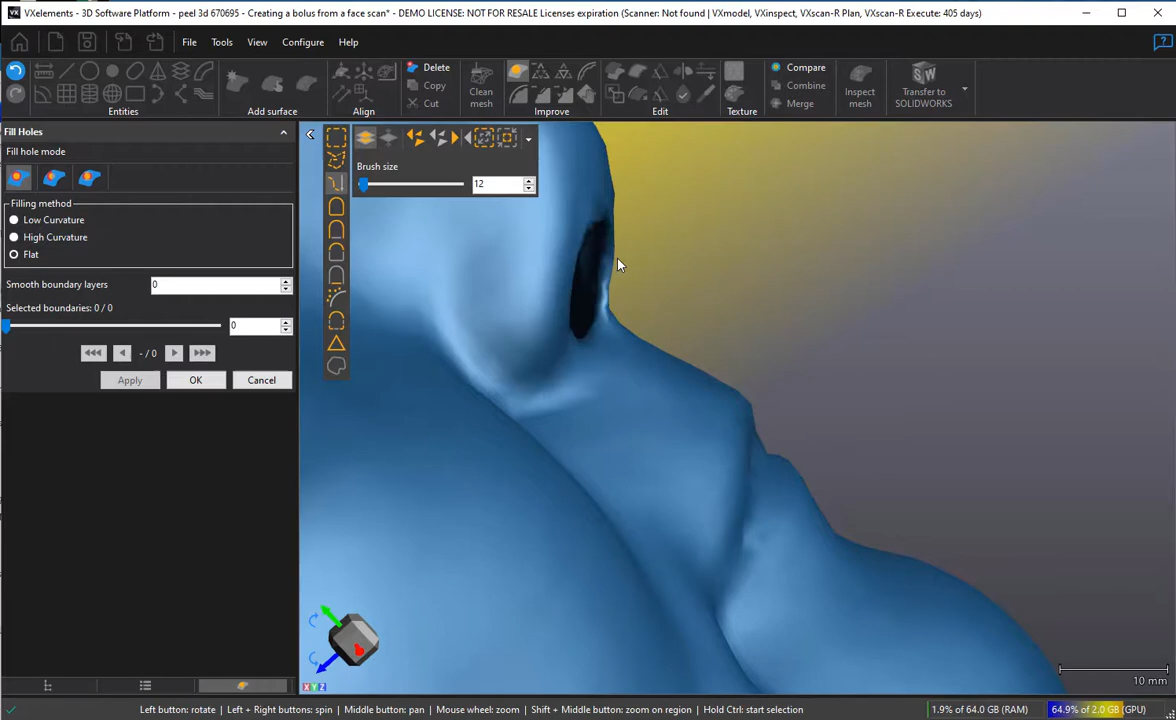 VXelements - 3D Software Platform - peel 3d 670695 - Creating a bolus from a face scan* - DEMO LICENSE: NOT FOR RESALE Licenses expiration (Scanner: Not found | VXmodel, VXinspect, VXscan-R Plan, VXscan-R Execute: 405 days)
File Tools View Configure Help
Delete
Copy
Cut
Clean mesh
Compare
Combine
Merge
Inspect mesh
Transfer to SOLIDWORKS
Entities Add surface Align Improve Edit Texture
Fill Holes
Fill hole mode
Filling method
Low Curvature
High Curvature
Flat
Smooth boundary layers 0
Selected boundaries: 0 / 0
0
- / 0
Apply OK Cancel
Brush size
12
X Y Z
10 mm
Left button: rotate | Left + Right buttons: spin | Middle button: pan | Mouse wheel: zoom | Shift + Middle button: zoom on region | Hold Ctrl: start selection
1.9% of 64.0 GB (RAM) 64.9% of 2.0 GB (GPU)